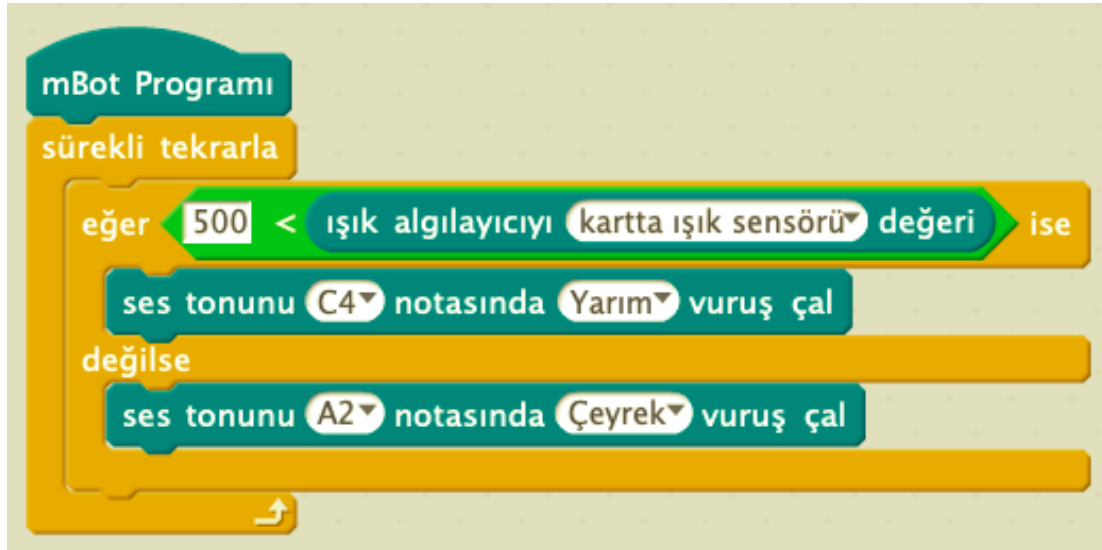 mBot Programı
sürekli tekrarla
eğer 500 < ışık algılayıcıyı kartta ışık sensörü değeri ise
ses tonunu C4 notasında Yarım vuruş çal
değilse
ses tonunu A2 notasında Çeyrek vuruş çal